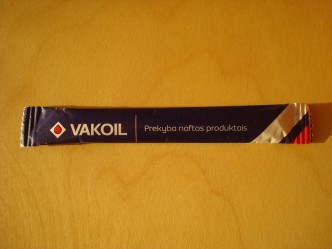 VAKOIL
Prekyba naftos produktais